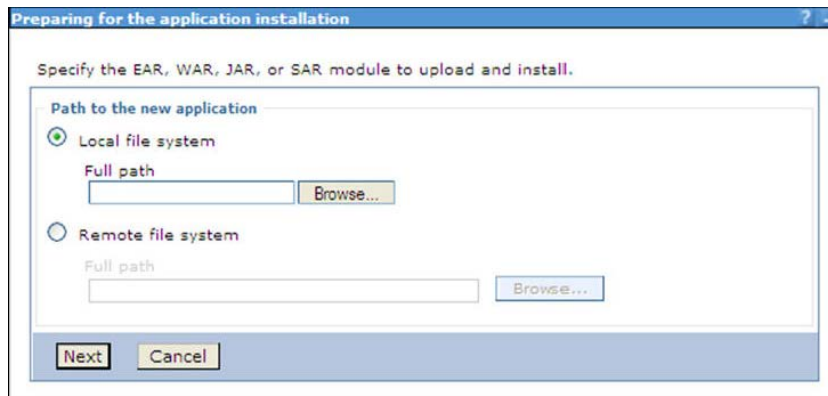 Preparing for the application installation ?
Specify the EAR, WAR, JAR, or SAR module to upload and install.
Path to the new application
Local file system
Full path
Browse...
Remote file system
Full path
Browse...
Next Cancel